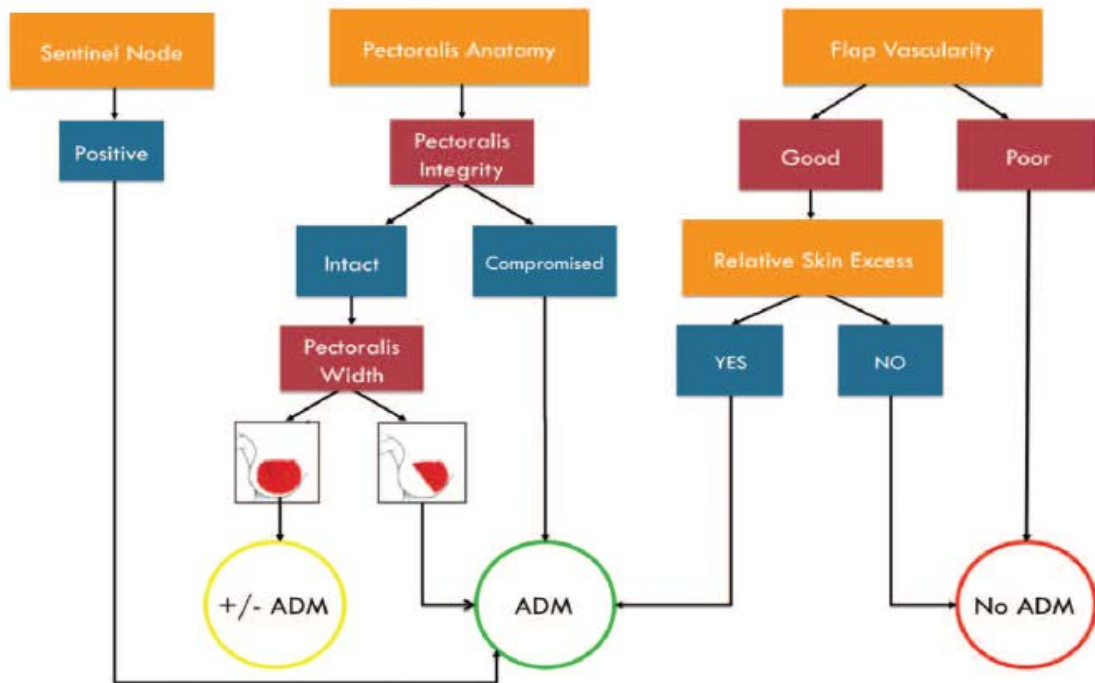 Sentinel Node
Pectoralis Anatomy
Flap Vascularity
Positive
Pectoralis
Integrity
Good
Poor
Intact
Compromised
Relative Skin Excess
Pectoralis
Width
YES
NO
+/- ADM
ADM
No ADM